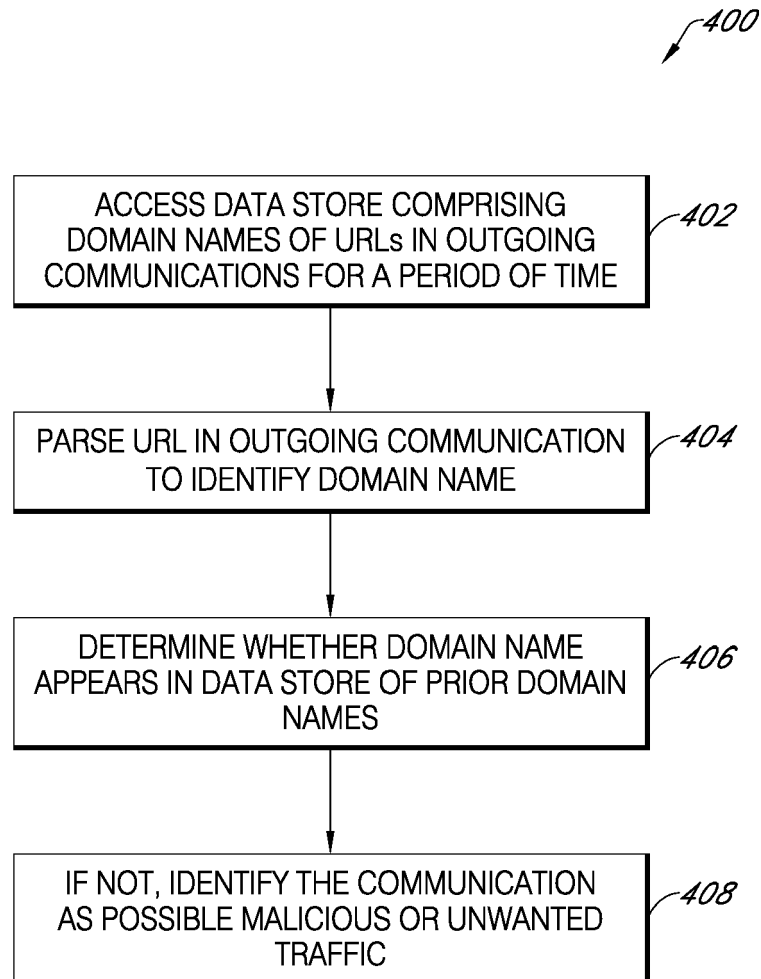 400
ACCESS DATA STORE COMPRISING
DOMAIN NAMES OF URLs IN OUTGOING
COMMUNICATIONS FOR A PERIOD OF TIME
402
PARSE URL IN OUTGOING COMMUNICATION
TO IDENTIFY DOMAIN NAME
404
DETERMINE WHETHER DOMAIN NAME
APPEARS IN DATA STORE OF PRIOR DOMAIN
NAMES
406
IF NOT, IDENTIFY THE COMMUNICATION
AS POSSIBLE MALICIOUS OR UNWANTED
TRAFFIC
408